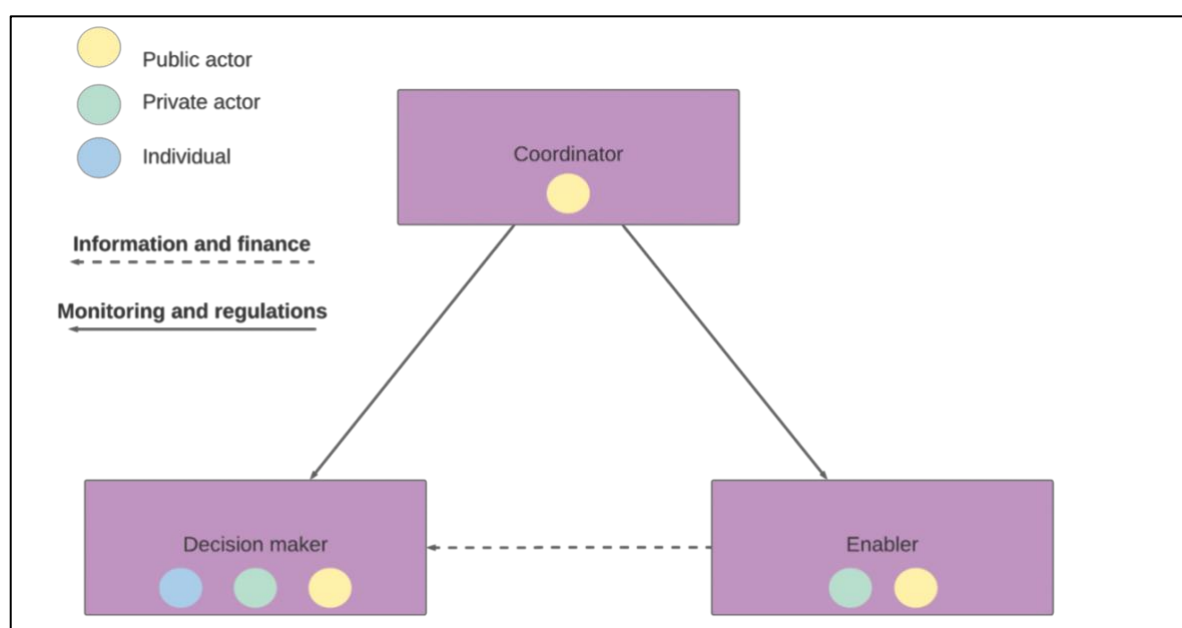 Public actor
Private actor
Individual
Information and finance
Monitoring and regulations
Coordinator
Decision maker
Enabler